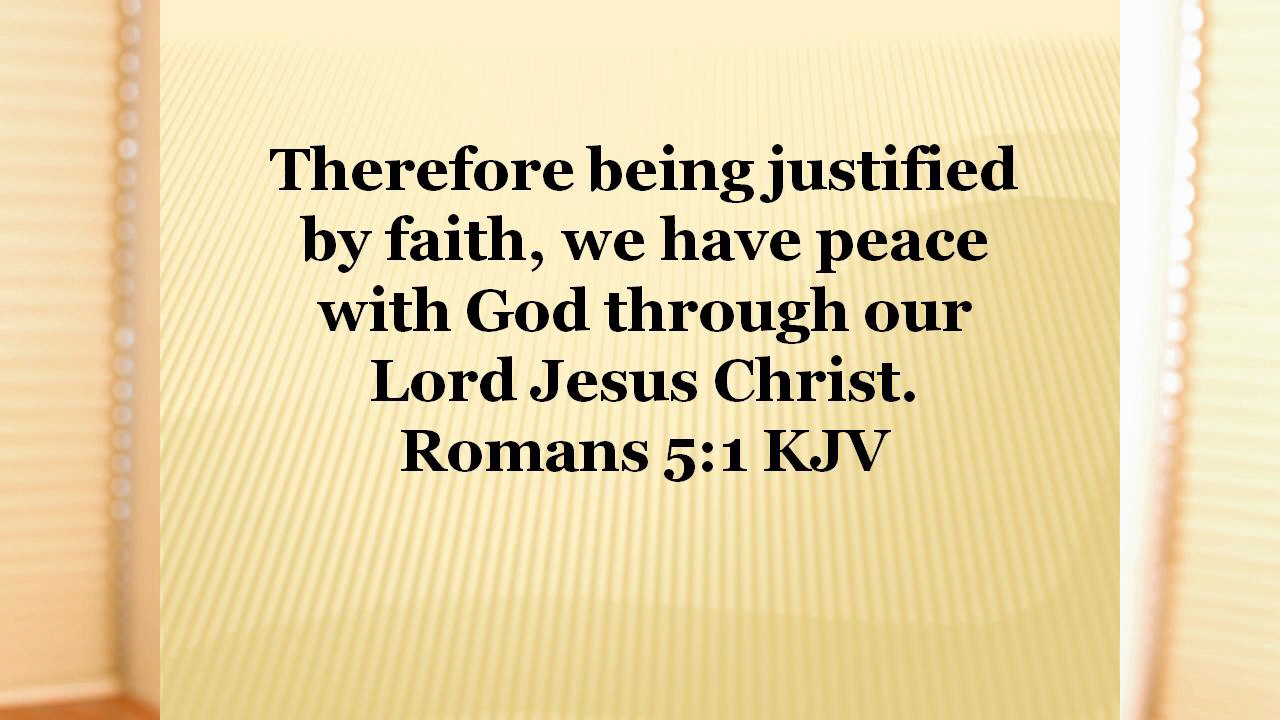 Therefore being justified
by faith, we have peace
with God through our
Lord Jesus Christ.
Romans 5:1 KJV